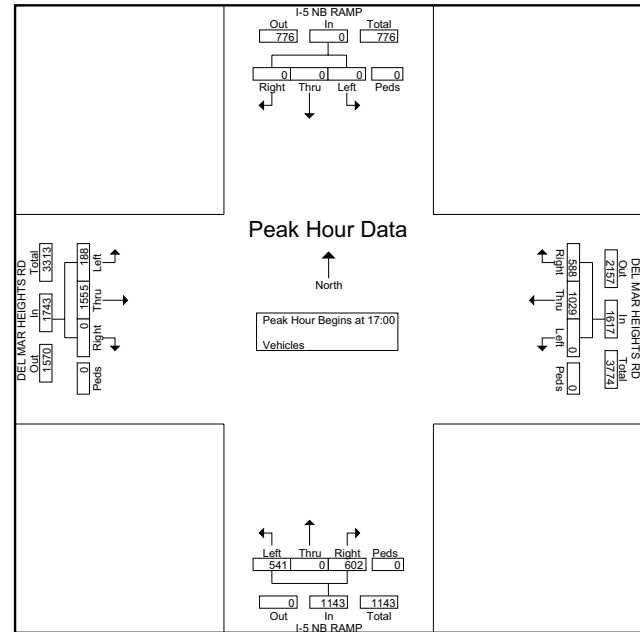 I-5 NB RAMP
Out In Total
776 0 776
0 0 0 0
Right Thru Left Peds
Peak Hour Data
North
Peak Hour Begins at 17:00
Vehicles
DEL MAR HEIGHTS RD
Out In Total
1570 1743 3313
Left Thru Right Peds
188 1555 0 0
DEL MAR HEIGHTS RD
Out In Total
2157 1617 3774
Right Thru Left Peds
588 1029 0 0
Left Thru Right Peds
541 0 602 0
0 1143 1143
Out In Total
I-5 NB RAMP